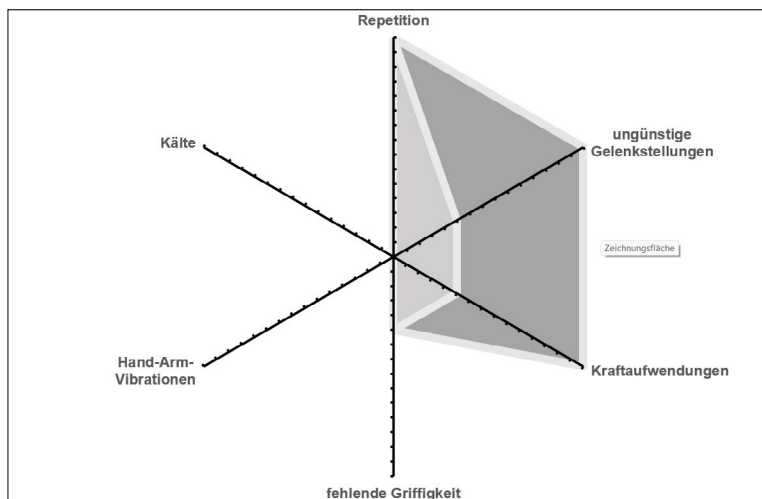 Repetition
Kälte
ungünstige
Gelenkstellungen
Zeichnungsfläche
Hand-Arm-
Vibrationen
Kraftaufwendungen
fehlende Griffigkeit